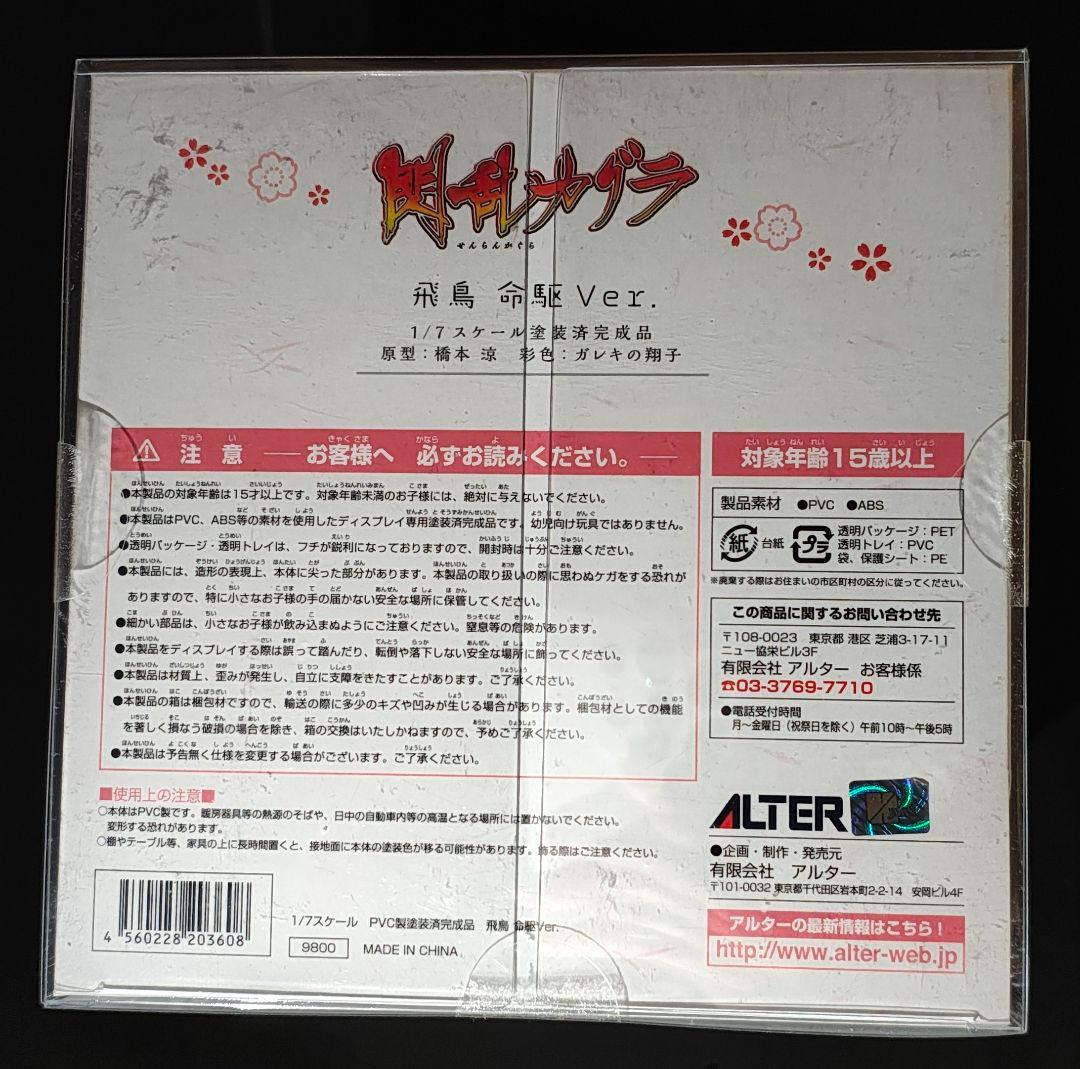 閃乱カグラ
せんらんかぐら
飛鳥 命駆Ver.
1/7スケール塗装済完成品
原型：橋本 涼 彩色：ガレキの翔子
注意 ── お客様へ 必ずお読みください。 ──
●本製品の対象年齢は15才以上です。対象年齢未満のお子様には、絶対に与えないでください。
●本製品はPVC、ABS等の素材を使用したディスプレイ専用塗装済完成品です。幼児向け玩具ではありません。
●透明パッケージ・透明トレイは、フチが鋭利になっておりますので、開封時は十分ご注意ください。
●本製品には、造形の表現上、本体に尖った部分があります。本製品の取り扱いの際に思わぬケガをする恐れが
ありますので、特に小さなお子様の手の届かない安全な場所に保管してください。
●細かい部品は、小さなお子様が飲み込まぬようにご注意ください。窒息等の危険があります。
●本製品をディスプレイする際は誤って踏んだり、転倒や落下しない安全な場所に飾ってください。
●本製品は材質上、歪みが発生し、自立に支障をきたすことがあります。ご了承ください。
●本製品の箱は梱包材ですので、輸送の際に多少のキズや凹みが生じる場合があります。梱包材としての機能
を著しく損なう破損の場合を除き、箱の交換はいたしかねますので、予めご了承ください。
●本製品は予告無く仕様を変更する場合がございます。ご了承ください。
■使用上の注意■
○本体はPVC製です。暖房器具等の熱源のそばや、日中の自動車内等の高温となる場所には置かないでください。
変形する恐れがあります。
○棚やテーブル等、家具の上に長時間置くと、接地面に本体の塗装色が移る可能性があります。飾る際はご注意ください。
4 560228 203608
1/7スケール PVC製塗装済完成品 飛鳥 命駆Ver.
9800 MADE IN CHINA
対象年齢15歳以上
製品素材 ●PVC ●ABS
紙 台紙 プラ 透明パッケージ：PET
透明トレイ：PVC
袋、保護シート：PE
※廃棄する際はお住まいの市区町村の区分に従ってください。
この商品に関するお問い合わせ先
〒108-0023 東京都 港区 芝浦3-17-11
ニュー協栄ビル3F
有限会社 アルター お客様係
☎03-3769-7710
●電話受付時間
月～金曜日（祝祭日を除く）午前10時～午後5時
ALTER
●企画・制作・発売元
有限会社 アルター
〒101-0032 東京都千代田区岩本町2-2-14 安岡ビル4F
アルターの最新情報はこちら！
http://www.alter-web.jp